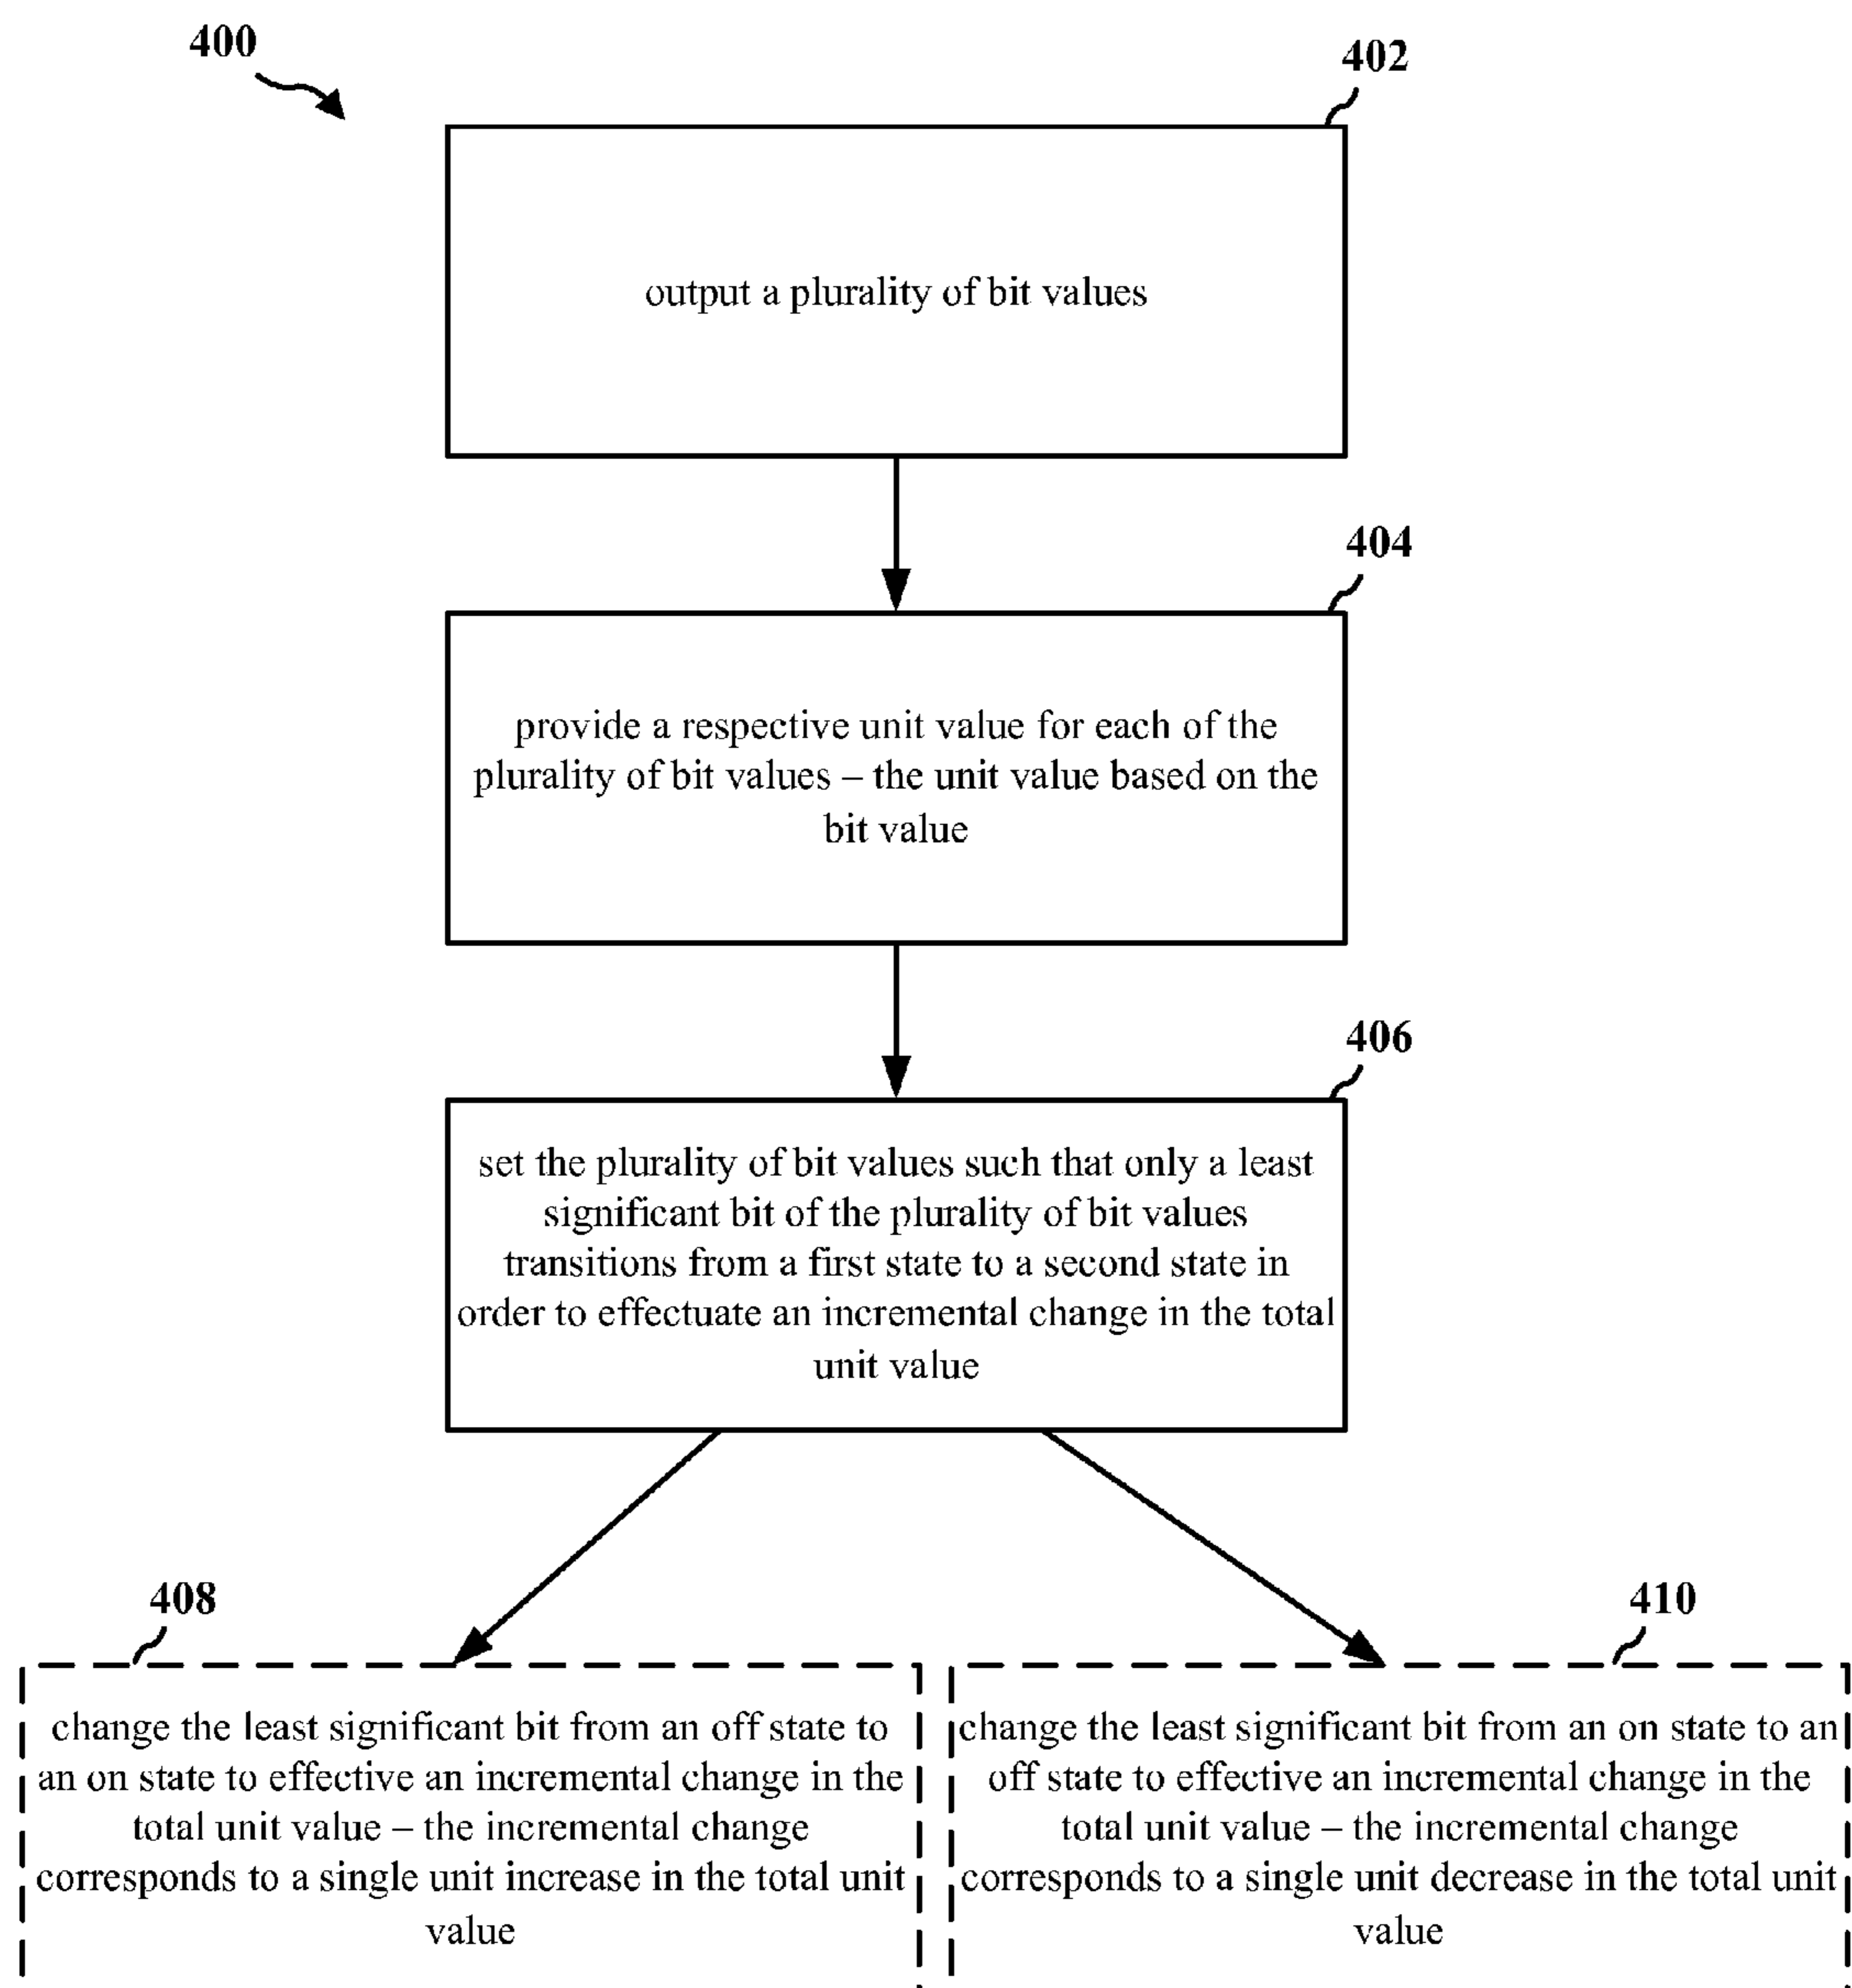 400
402
output a plurality of bit values
404
provide a respective unit value for each of the
plurality of bit values – the unit value based on the
bit value
406
set the plurality of bit values such that only a least
significant bit of the plurality of bit values
transitions from a first state to a second state in
order to effectuate an incremental change in the total
unit value
408
change the least significant bit from an off state to
an on state to effective an incremental change in the
total unit value – the incremental change
corresponds to a single unit increase in the total unit
value
410
change the least significant bit from an on state to an
off state to effective an incremental change in the
total unit value – the incremental change
corresponds to a single unit decrease in the total unit
value